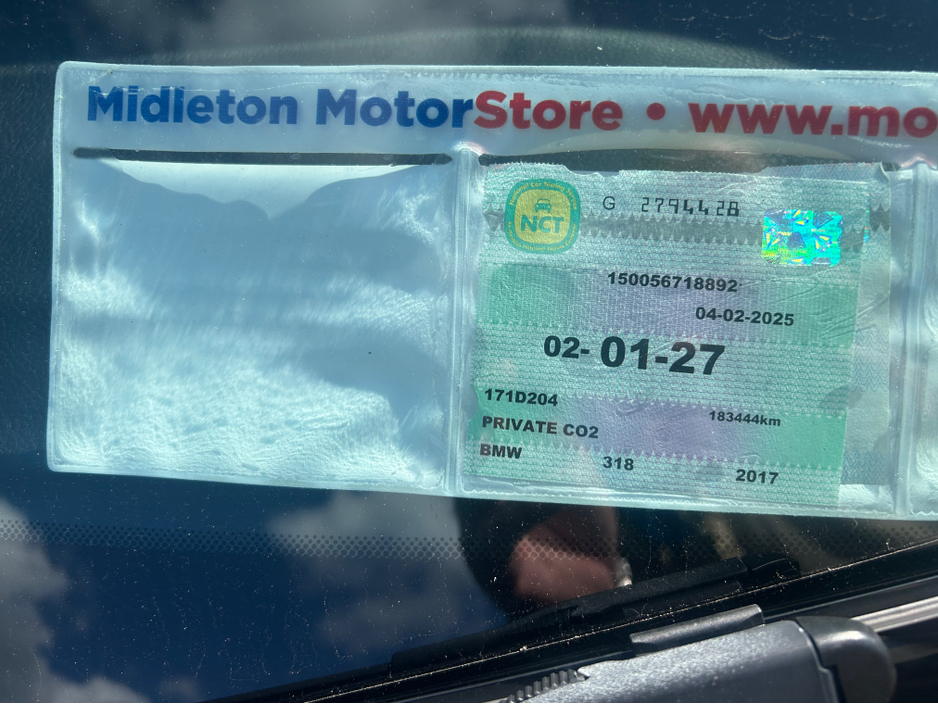 Midleton MotorStore • www.mo
NCT
G 2794428
150056718892
04-02-2025
02-01-27
171D204
183444km
PRIVATE CO2
BMW 318 2017